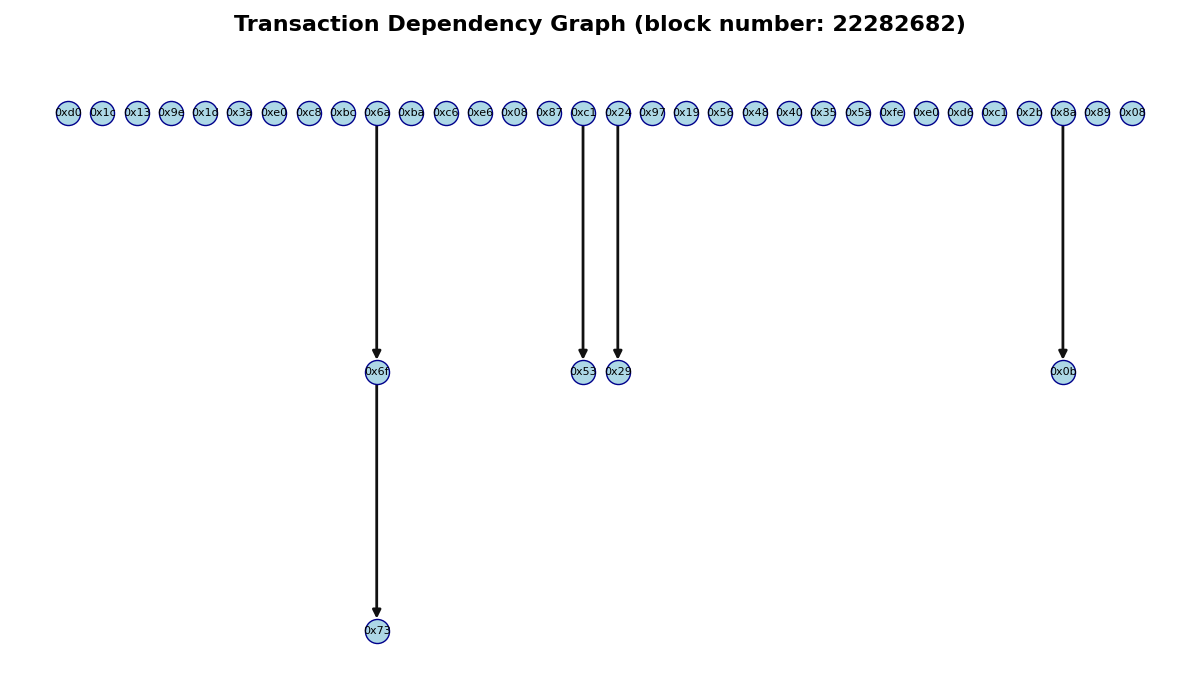 Transaction Dependency Graph (block number: 22282682)
0xd0 0x1c 0x13 0x9e 0x1d 0x3a 0xe0 0xc8 0xbc 0x6a 0xba 0xc6 0xe6 0x08 0x87 0xc1 0x24 0x97 0x19 0x56 0x48 0x40 0x35 0x5a 0xfe 0xe0 0xd6 0xc1 0x2b 0x8a 0x89 0x08
0x6f 0x53 0x29 0x0b
0x73